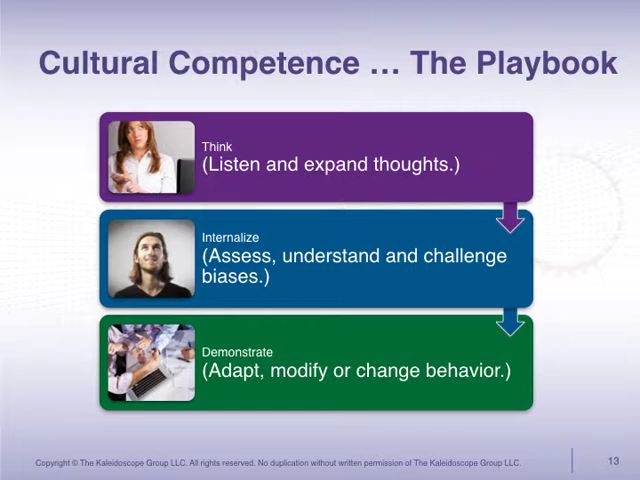 Cultural Competence ... The Playbook
Think
(Listen and expand thoughts.)
Internalize
(Assess, understand and challenge
biases.)
Demonstrate
(Adapt, modify or change behavior.)
Copyright © The Kaleidoscope Group LLC. All rights reserved. No duplication without written permission of The Kaleidoscope Group LLC.
13